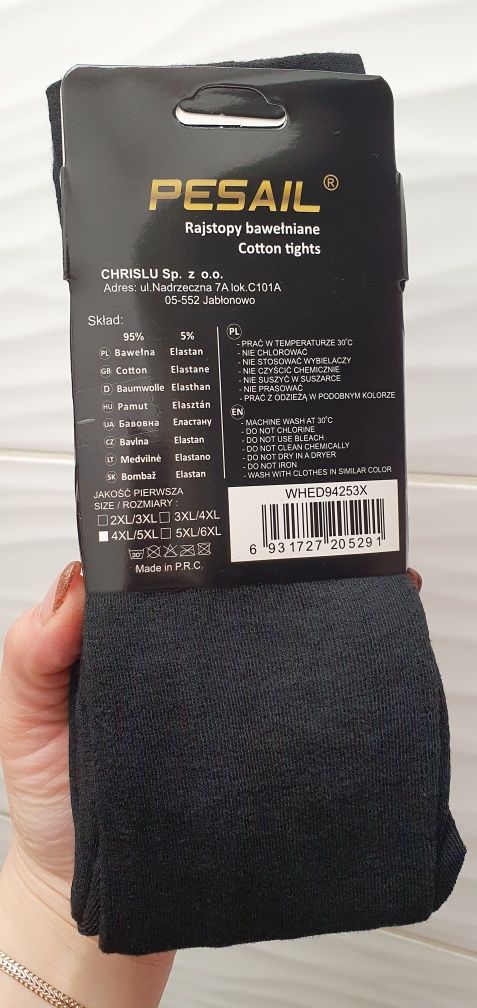 PESAIL®
Rajstopy bawełniane
Cotton tights
CHRISLU Sp. z o.o.
Adres: ul.Nadrzeczna 7A lok.C101A
05-552 Jabłonowo
Skład:
95% 5%
PL Bawełna Elastan
GB Cotton Elastane
D Baumwolle Elasthan
HU Pamut Elasztán
UA Бавовна Еластану
CZ Bavlna Elastan
LT Medvilnė Elastano
SK Bombaž Elastan
JAKOŚĆ PIERWSZA
SIZE / ROZMIARY :
2XL/3XL 3XL/4XL
4XL/5XL 5XL/6XL
30°
Made in P.R.C.
PL
- PRAĆ W TEMPERATURZE 30°C
- NIE CHLOROWAĆ
- NIE STOSOWAĆ WYBIELACZY
- NIE CZYŚCIĆ CHEMICZNIE
- NIE SUSZYĆ W SUSZARCE
- NIE PRASOWAĆ
- PRAĆ Z ODZIEŻĄ W PODOBNYM KOLORZE
EN
- MACHINE WASH AT 30°C
- DO NOT CHLORINE
- DO NOT USE BLEACH
- DO NOT CLEAN CHEMICALLY
- DO NOT DRY IN A DRYER
- DO NOT IRON
- WASH WITH CLOTHES IN SIMILAR COLOR
WHED94253X
6 931727 205291